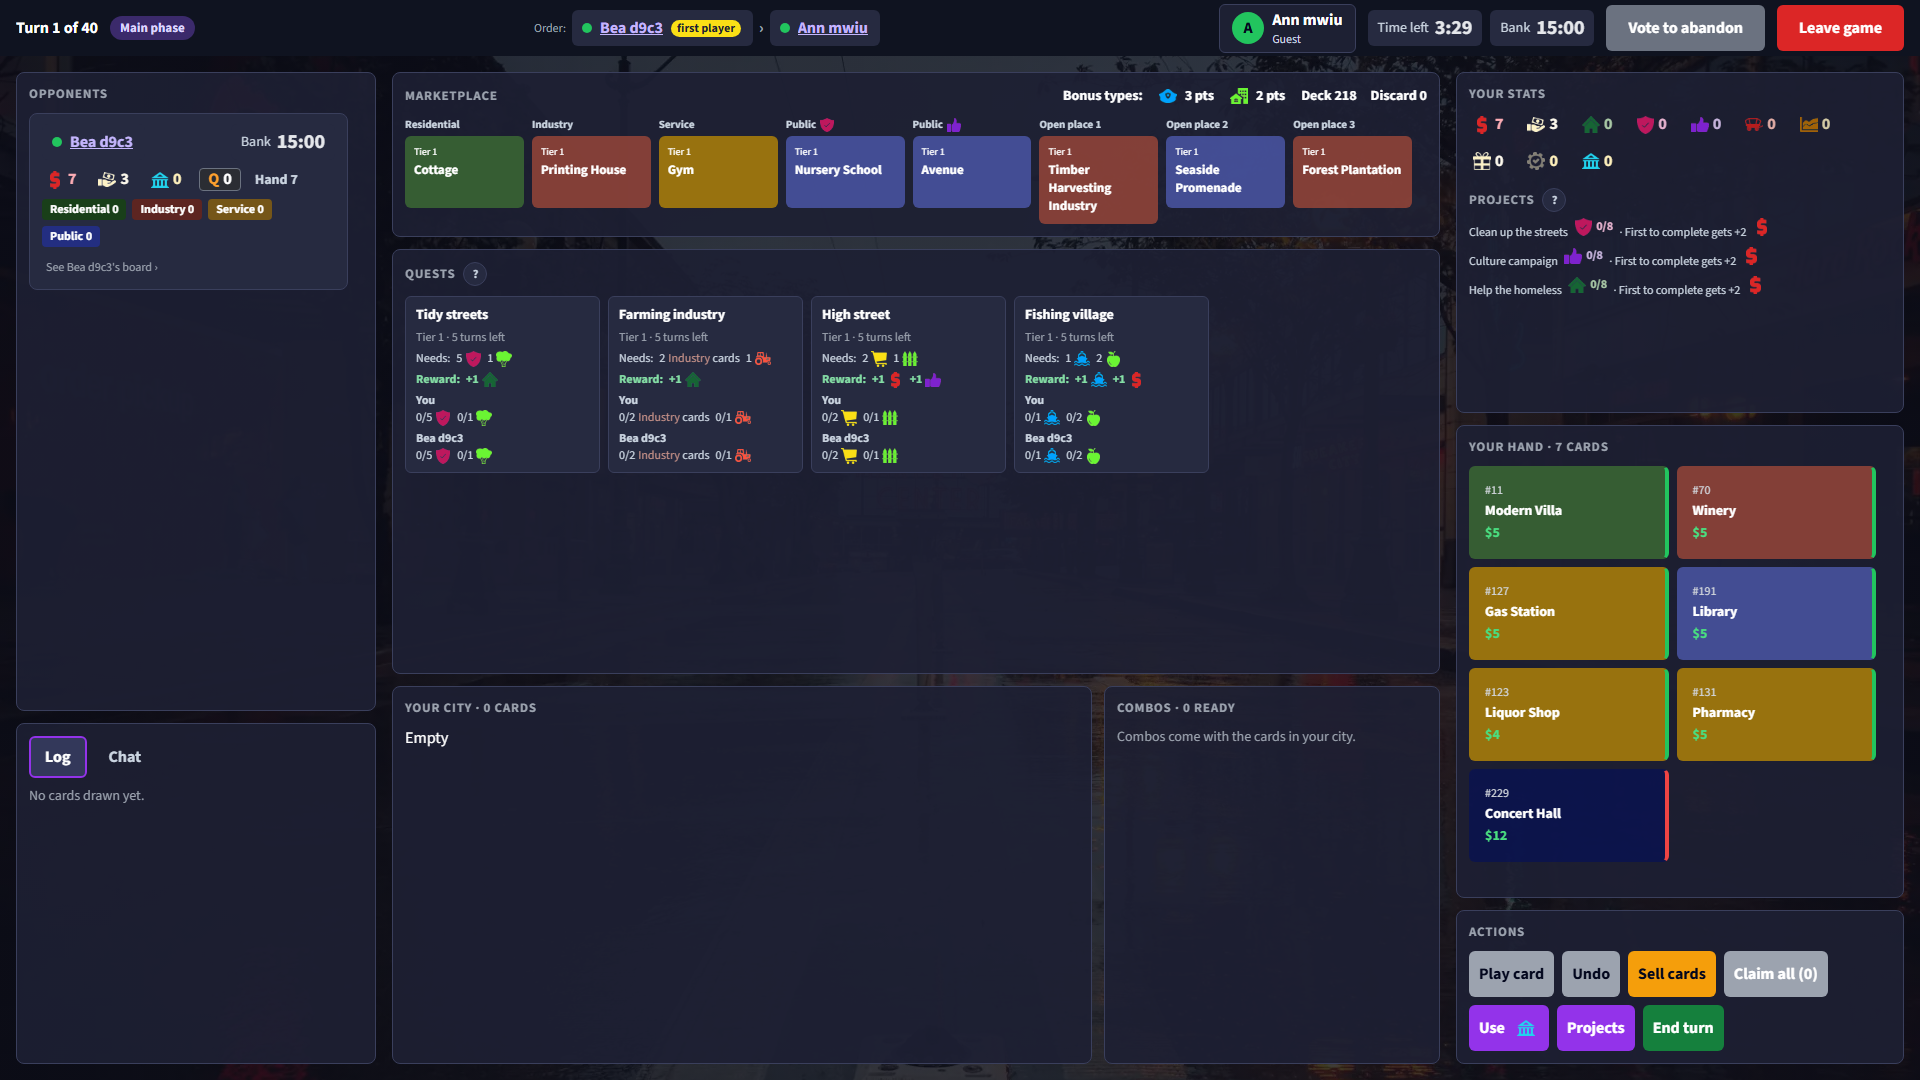 Turn 1 of 40
Main phase
Order:
Bea d9c3
first player
›
Ann mwiu
A
Ann mwiu
Guest
Time left 3:29
Bank 15:00
Vote to abandon
Leave game
OPPONENTS
Bea d9c3
Bank 15:00
7
3
0
Q 0
Hand 7
Residential 0
Industry 0
Service 0
Public 0
See Bea d9c3's board ›
Log
Chat
No cards drawn yet.
MARKETPLACE
Bonus types:
3 pts
2 pts
Deck 218
Discard 0
Residential
Tier 1
Cottage
Industry
Tier 1
Printing House
Service
Tier 1
Gym
Public
Tier 1
Nursery School
Public
Tier 1
Avenue
Open place 1
Tier 1
Timber
Harvesting
Industry
Open place 2
Tier 1
Seaside
Promenade
Open place 3
Tier 1
Forest Plantation
QUESTS ?
Tidy streets
Tier 1 · 5 turns left
Needs: 5 1
Reward: +1
You
0/5 0/1
Bea d9c3
0/5 0/1
Farming industry
Tier 1 · 5 turns left
Needs: 2 Industry cards 1
Reward: +1
You
0/2 Industry cards 0/1
Bea d9c3
0/2 Industry cards 0/1
High street
Tier 1 · 5 turns left
Needs: 2 1
Reward: +1 $ +1
You
0/2 0/1
Bea d9c3
0/2 0/1
Fishing village
Tier 1 · 5 turns left
Needs: 1 2
Reward: +1 +1 $
You
0/1 0/2
Bea d9c3
0/1 0/2
YOUR CITY · 0 CARDS
Empty
COMBOS · 0 READY
Combos come with the cards in your city.
YOUR STATS
$ 7 3 0 0 0 0 0
0 0 0
PROJECTS ?
Clean up the streets 0/8 · First to complete gets +2 $
Culture campaign 0/8 · First to complete gets +2 $
Help the homeless 0/8 · First to complete gets +2 $
YOUR HAND · 7 CARDS
#11
Modern Villa
$5
#70
Winery
$5
#127
Gas Station
$5
#191
Library
$5
#123
Liquor Shop
$4
#131
Pharmacy
$5
#229
Concert Hall
$12
ACTIONS
Play card
Undo
Sell cards
Claim all (0)
Use
Projects
End turn